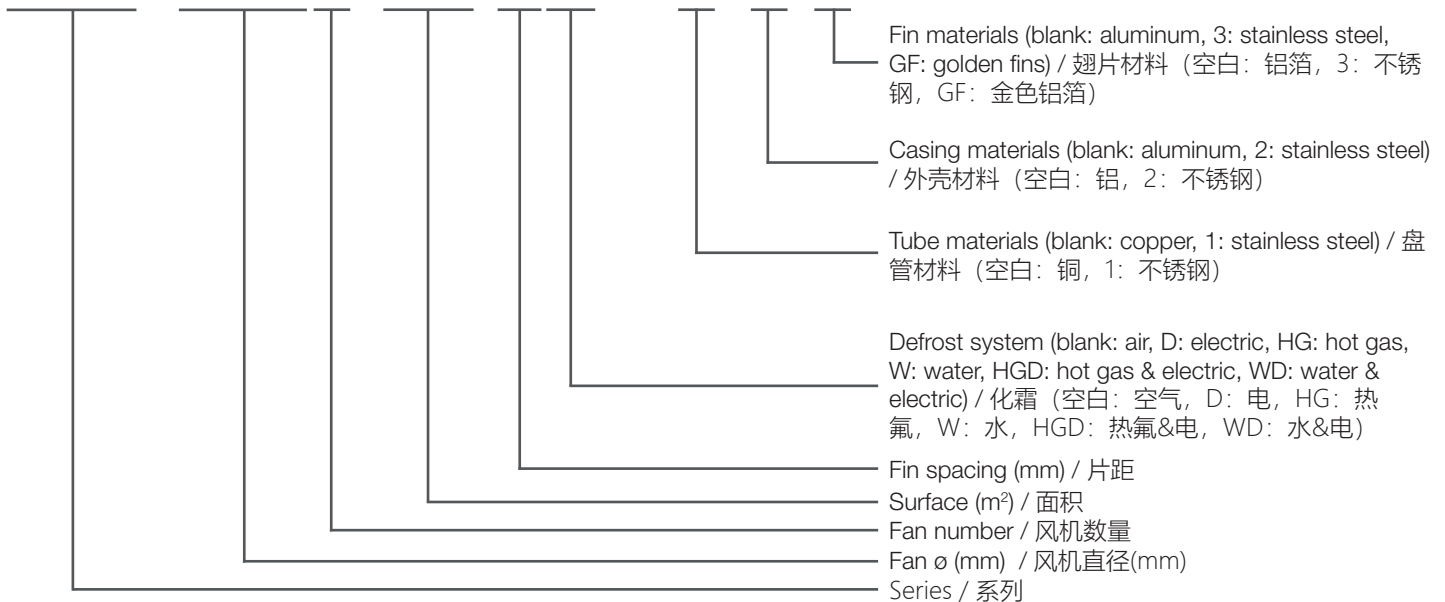 Fin materials (blank: aluminum, 3: stainless steel,
GF: golden fins) / 翅片材料（空白：铝箔，3：不锈
钢，GF：金色铝箔）
Casing materials (blank: aluminum, 2: stainless steel)
/ 外壳材料（空白：铝，2：不锈钢）
Tube materials (blank: copper, 1: stainless steel) / 盘
管材料（空白：铜，1：不锈钢）
Defrost system (blank: air, D: electric, HG: hot gas,
W: water, HGD: hot gas & electric, WD: water &
electric) / 化霜（空白：空气，D：电，HG：热
氟，W：水，HGD：热氟&电，WD：水&电）
Fin spacing (mm) / 片距
Surface (m²) / 面积
Fan number / 风机数量
Fan ø (mm) / 风机直径(mm)
Series / 系列